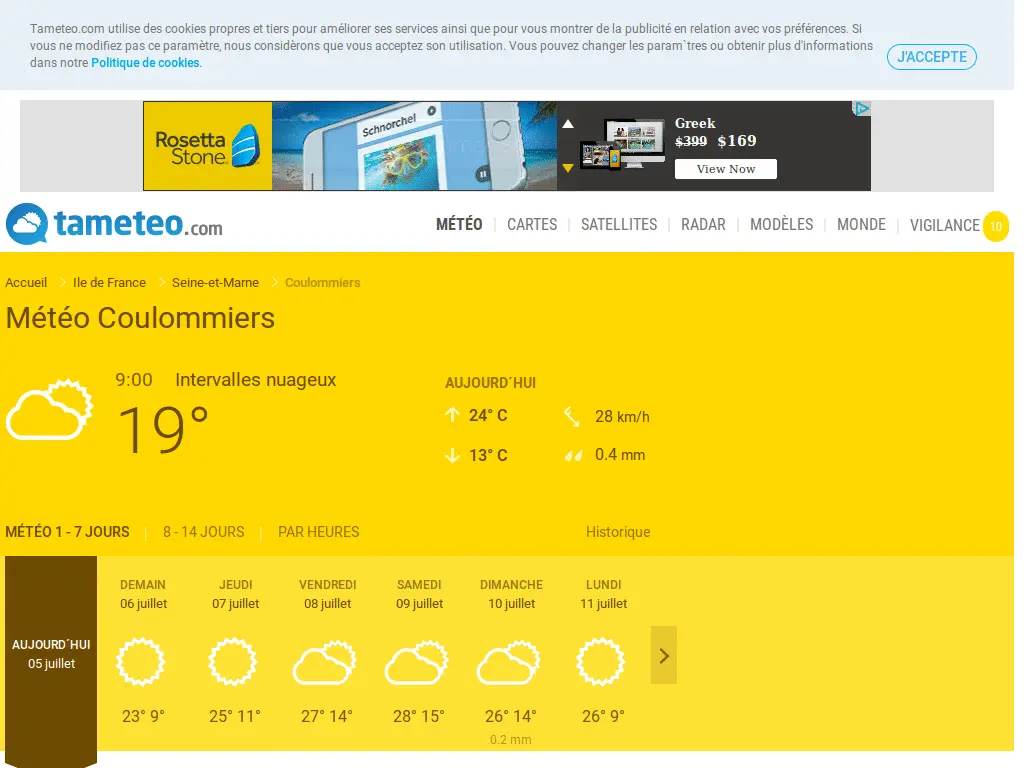 Tameteo.com utilise des cookies propres et tiers pour améliorer ses services ainsi que pour vous montrer de la publicité en relation avec vos préférences. Si
vous ne modifiez pas ce paramètre, nous considèrons que vous acceptez son utilisation. Vous pouvez changer les param`tres ou obtenir plus d'informations
dans notre Politique de cookies.
J'ACCEPTE
Rosetta
Stone
Schnorchel
Greek
$399 $169
View Now
tameteo.com
MÉTÉO CARTES SATELLITES RADAR MODÈLES MONDE VIGILANCE 10
Accueil Ile de France Seine-et-Marne Coulommiers
Météo Coulommiers
9:00 Intervalles nuageux
19°
AUJOURD´HUI
24° C 28 km/h
13° C 0.4 mm
MÉTÉO 1 - 7 JOURS 8 - 14 JOURS PAR HEURES Historique
AUJOURD´HUI
05 juillet
DEMAIN JEUDI VENDREDI SAMEDI DIMANCHE LUNDI
06 juillet 07 juillet 08 juillet 09 juillet 10 juillet 11 juillet
23° 9° 25° 11° 27° 14° 28° 15° 26° 14° 26° 9°
0.2 mm